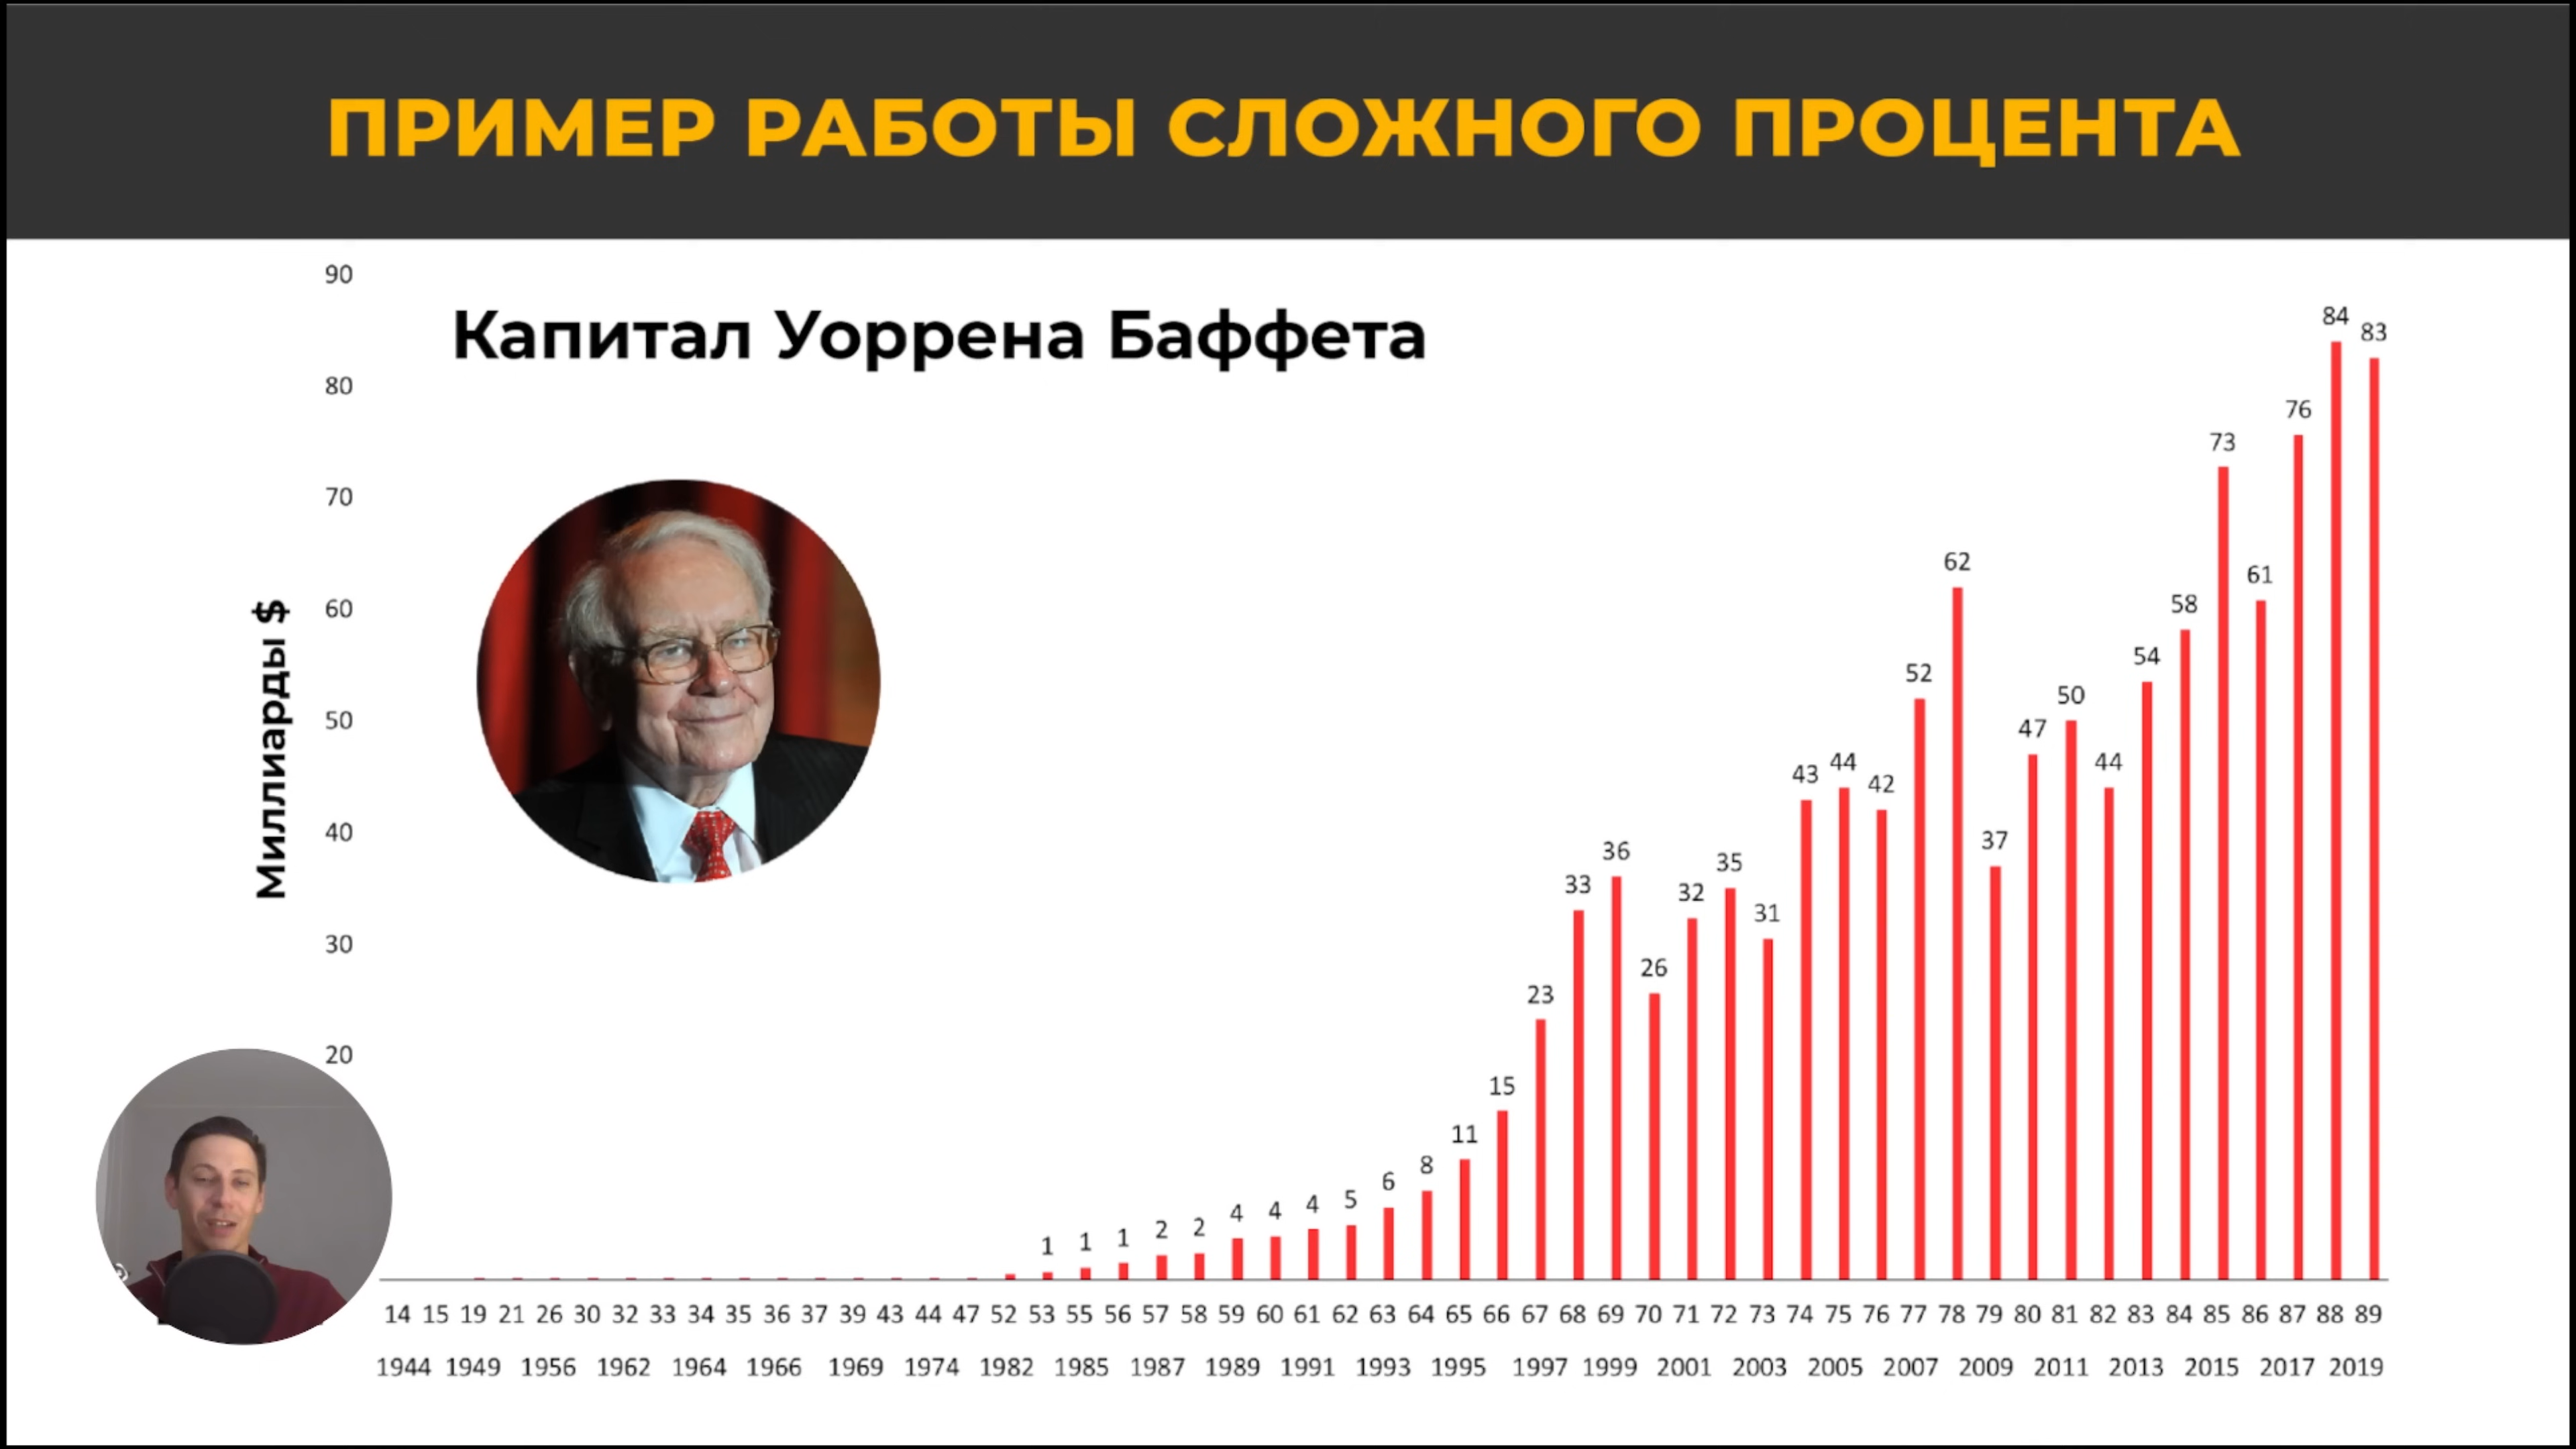 ПРИМЕР РАБОТЫ СЛОЖНОГО ПРОЦЕНТА
Капитал Уоррена Баффета
Миллиарды $
90
80
70
60
50
40
30
20
1 1 1 2 2 4 4 4 5 6 8 11 15 23 33 36 26 32 35 31 43 44 42 52 62 37 47 50 44 54 58 73 61 76 84 83
14 15 19 21 26 30 32 33 34 35 36 37 39 43 44 47 52 53 55 56 57 58 59 60 61 62 63 64 65 66 67 68 69 70 71 72 73 74 75 76 77 78 79 80 81 82 83 84 85 86 87 88 89
1944 1949 1956 1962 1964 1966 1969 1974 1982 1985 1987 1989 1991 1993 1995 1997 1999 2001 2003 2005 2007 2009 2011 2013 2015 2017 2019